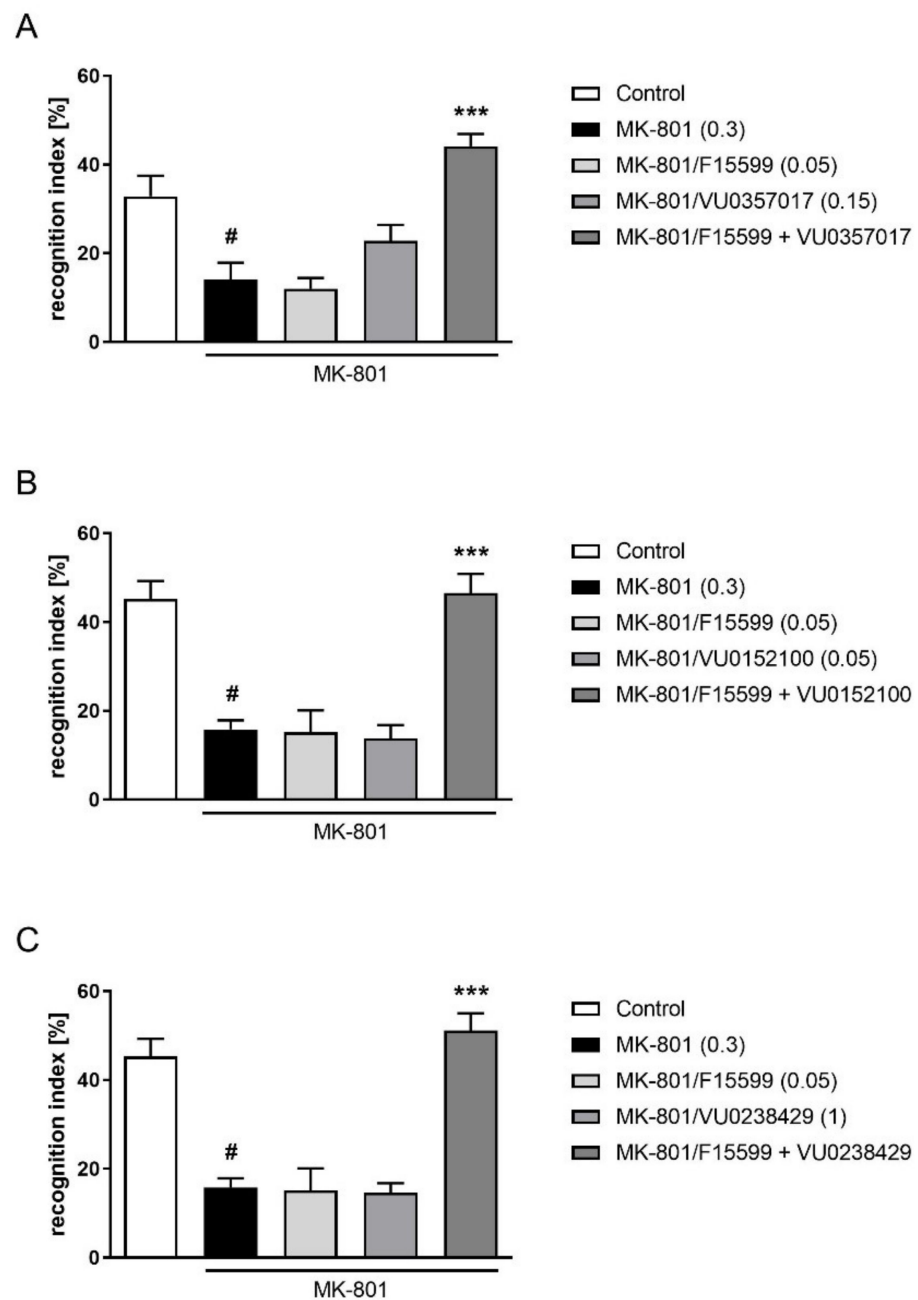 A
recognition index [%]
60
40
20
0
#
***
MK-801
Control
MK-801 (0.3)
MK-801/F15599 (0.05)
MK-801/VU0357017 (0.15)
MK-801/F15599 + VU0357017
B
recognition index [%]
60
40
20
0
#
***
MK-801
Control
MK-801 (0.3)
MK-801/F15599 (0.05)
MK-801/VU0152100 (0.05)
MK-801/F15599 + VU0152100
C
recognition index [%]
60
40
20
0
#
***
MK-801
Control
MK-801 (0.3)
MK-801/F15599 (0.05)
MK-801/VU0238429 (1)
MK-801/F15599 + VU0238429